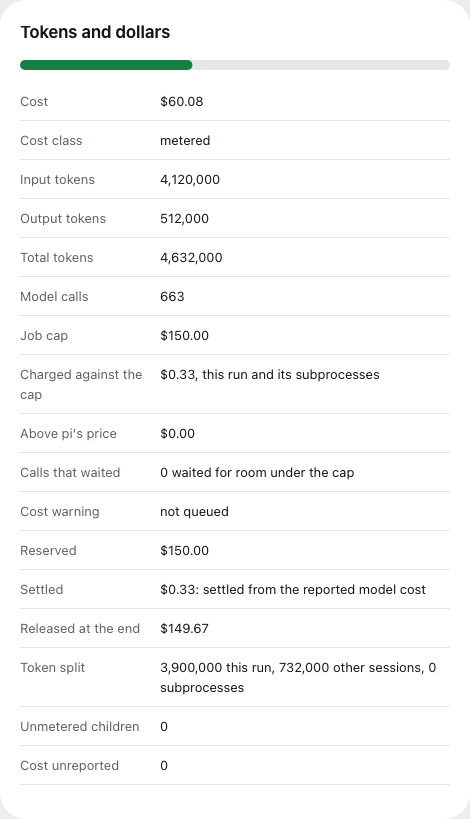 Tokens and dollars
Cost $60.08
Cost class metered
Input tokens 4,120,000
Output tokens 512,000
Total tokens 4,632,000
Model calls 663
Job cap $150.00
Charged against the cap $0.33, this run and its subprocesses
Above pi's price $0.00
Calls that waited 0 waited for room under the cap
Cost warning not queued
Reserved $150.00
Settled $0.33: settled from the reported model cost
Released at the end $149.67
Token split 3,900,000 this run, 732,000 other sessions, 0
subprocesses
Unmetered children 0
Cost unreported 0